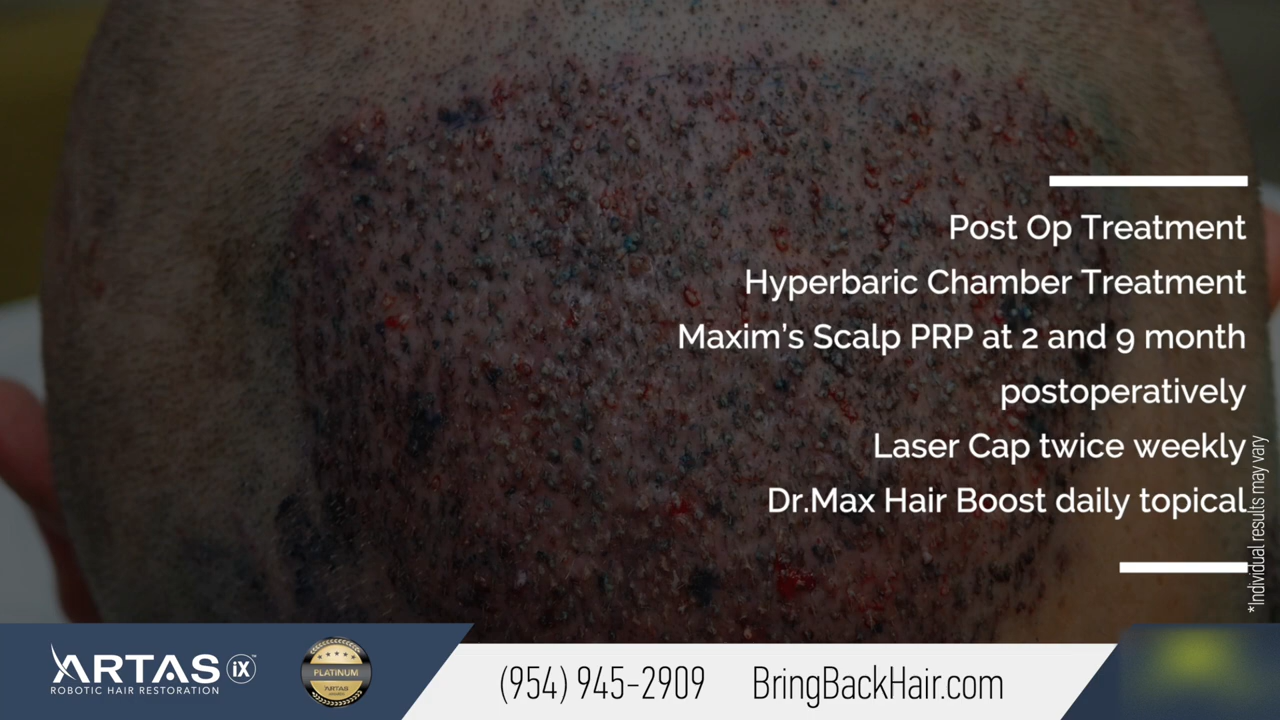 Post Op Treatment
Hyperbaric Chamber Treatment
Maxim's Scalp PRP at 2 and 9 month
postoperatively
Laser Cap twice weekly
Dr.Max Hair Boost daily topical
*Individual results may vary
ARTAS iX™
ROBOTIC HAIR RESTORATION
PLATINUM
ARTAS
(954) 945-2909
BringBackHair.com